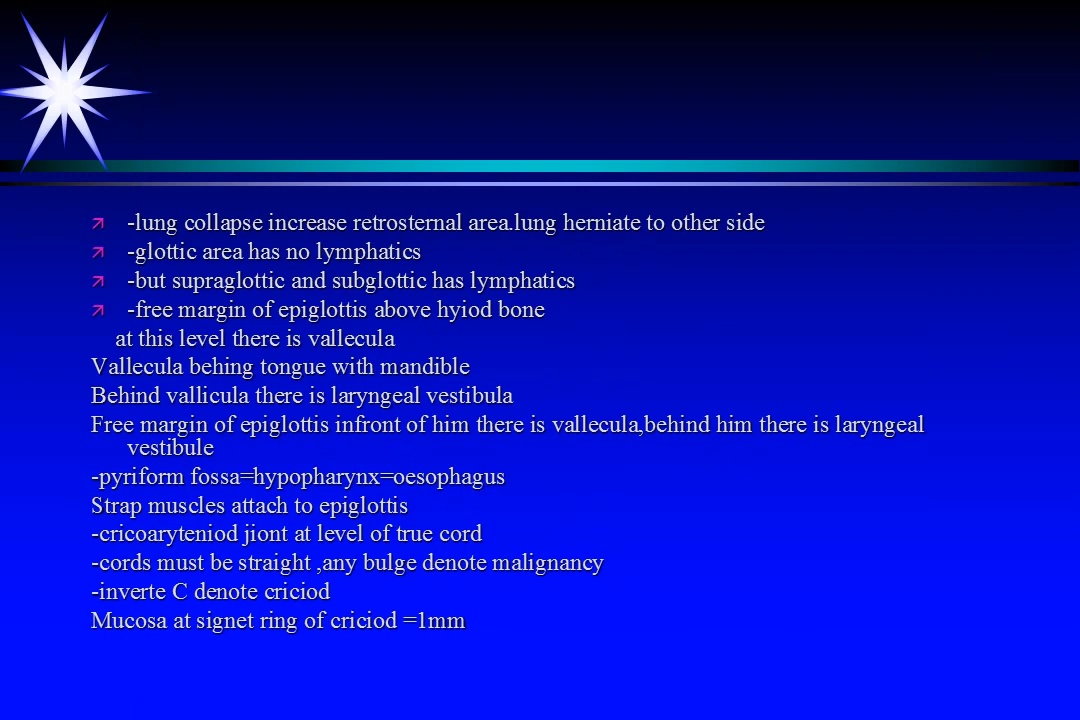 -lung collapse increase retrosternal area.lung herniate to other side
-glottic area has no lymphatics
-but supraglottic and subglottic has lymphatics
-free margin of epiglottis above hyiod bone
at this level there is vallecula
Vallecula behing tongue with mandible
Behind vallicula there is laryngeal vestibula
Free margin of epiglottis infront of him there is vallecula,behind him there is laryngeal
vestibule
-pyriform fossa=hypopharynx=oesophagus
Strap muscles attach to epiglottis
-cricoaryteniod jiont at level of true cord
-cords must be straight ,any bulge denote malignancy
-inverte C denote criciod
Mucosa at signet ring of criciod =1mm